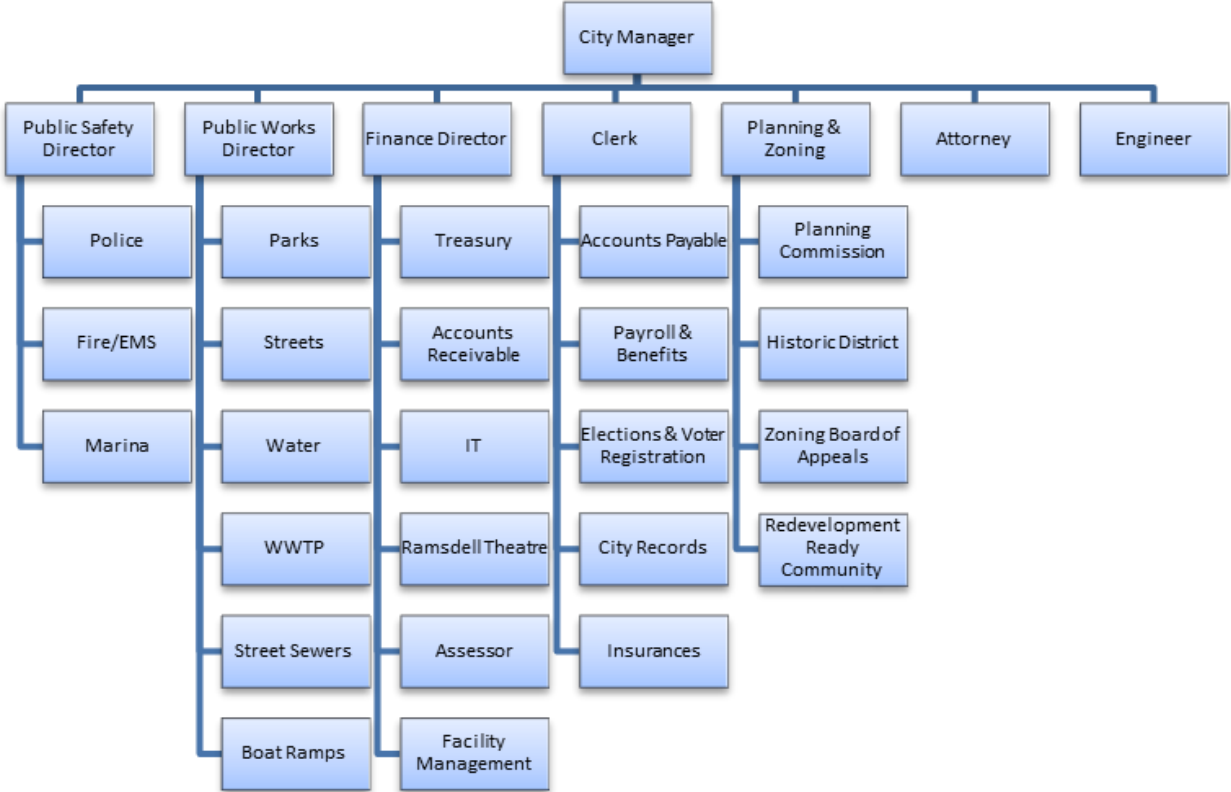 City Manager
Public Safety
Director
Public Works
Director
Finance Director
Clerk
Planning &
Zoning
Attorney
Engineer
Police
Fire/EMS
Marina
Parks
Streets
Water
WWTP
Street Sewers
Boat Ramps
Treasury
Accounts
Receivable
IT
Ramsdell Theatre
Assessor
Facility
Management
Accounts Payable
Payroll &
Benefits
Elections & Voter
Registration
City Records
Insurances
Planning
Commission
Historic District
Zoning Board of
Appeals
Redevelopment
Ready
Community